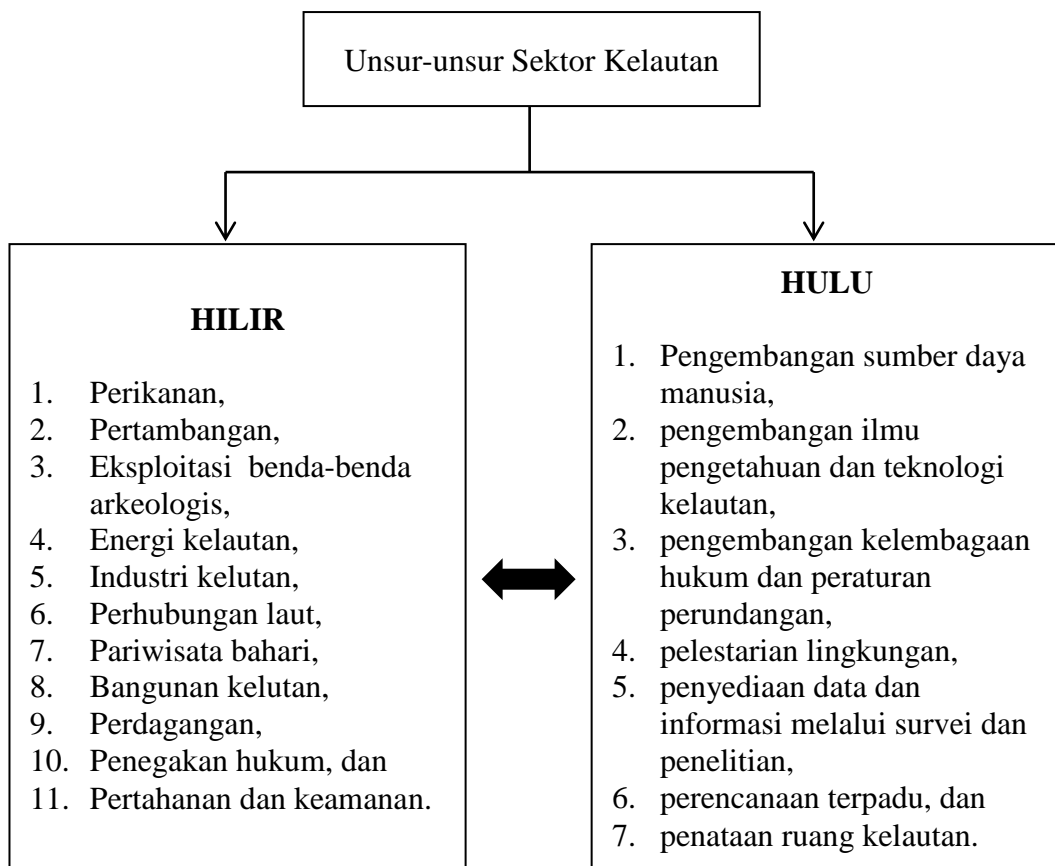 Unsur-unsur Sektor Kelautan
HILIR
1. Perikanan,
2. Pertambangan,
3. Eksploitasi benda-benda
arkeologis,
4. Energi kelautan,
5. Industri kelutan,
6. Perhubungan laut,
7. Pariwisata bahari,
8. Bangunan kelutan,
9. Perdagangan,
10. Penegakan hukum, dan
11. Pertahanan dan keamanan.
HULU
1. Pengembangan sumber daya
manusia,
2. pengembangan ilmu
pengetahuan dan teknologi
kelautan,
3. pengembangan kelembagaan
hukum dan peraturan
perundangan,
4. pelestarian lingkungan,
5. penyediaan data dan
informasi melalui survei dan
penelitian,
6. perencanaan terpadu, dan
7. penataan ruang kelautan.